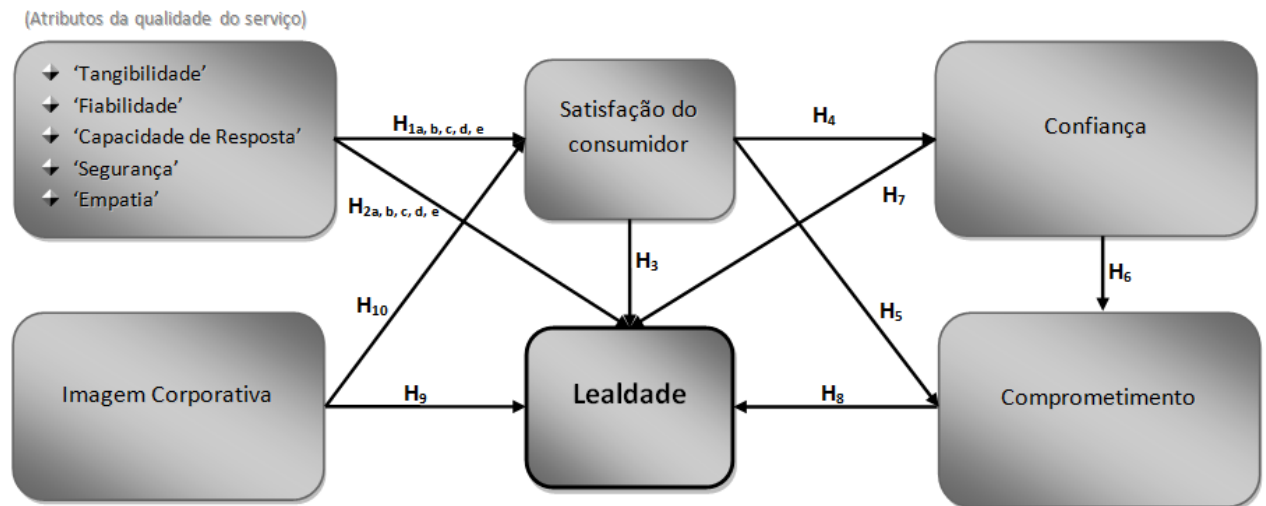 (Atributos da qualidade do serviço)
‘Tangibilidade’
‘Fiabilidade’
‘Capacidade de Resposta’
‘Segurança’
‘Empatia’
H1a, b, c, d, e
H2a, b, c, d, e
Satisfação do
consumidor
H4
Confiança
H7
H3
H6
H10
H5
Imagem Corporativa
H9
Lealdade
H8
Comprometimento